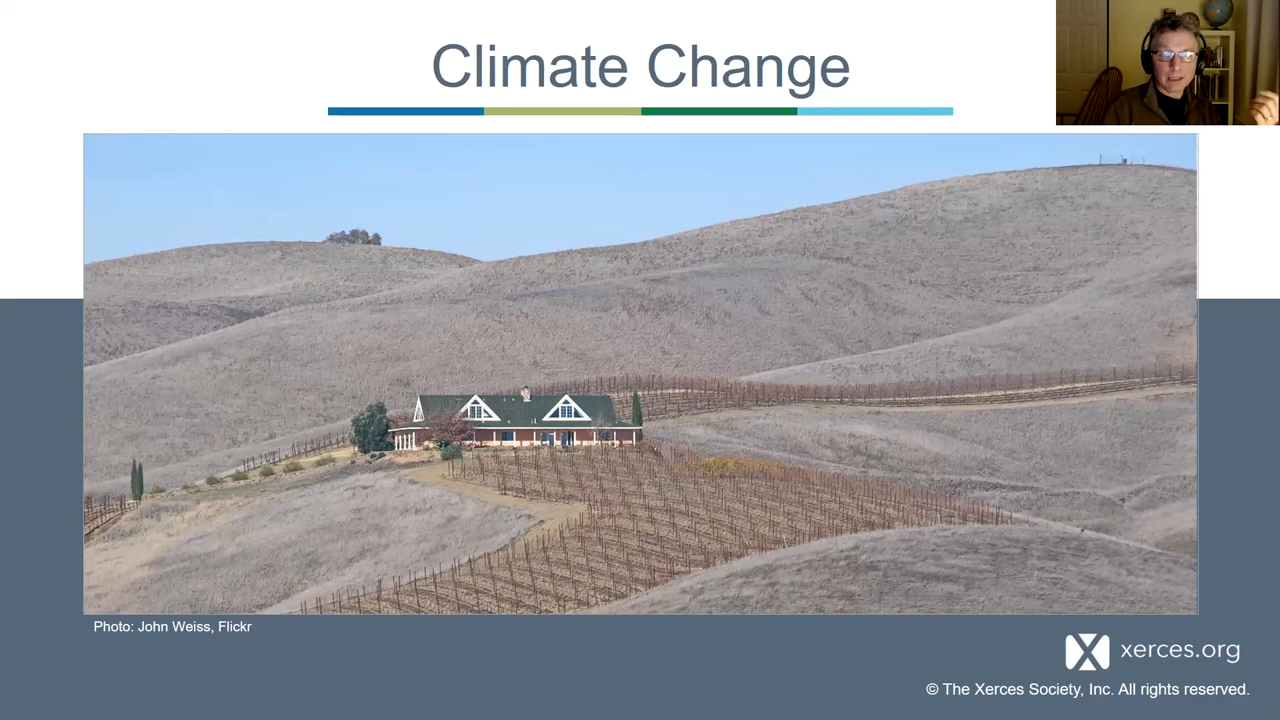 Climate Change
Photo: John Weiss, Flickr
xerces.org
© The Xerces Society, Inc. All rights reserved.